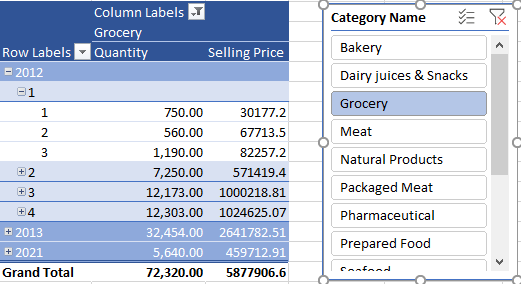 Column Labels
Grocery
Row Labels Quantity Selling Price
2012
1
1 750.00 30177.2
2 560.00 67713.5
3 1,190.00 82257.2
2 7,250.00 571419.4
3 12,173.00 1000218.81
4 12,303.00 1024625.07
2013 32,454.00 2641782.51
2021 5,640.00 459712.91
Grand Total 72,320.00 5877906.6
Category Name
Bakery
Dairy juices & Snacks
Grocery
Meat
Natural Products
Packaged Meat
Pharmaceutical
Prepared Food
Seafood